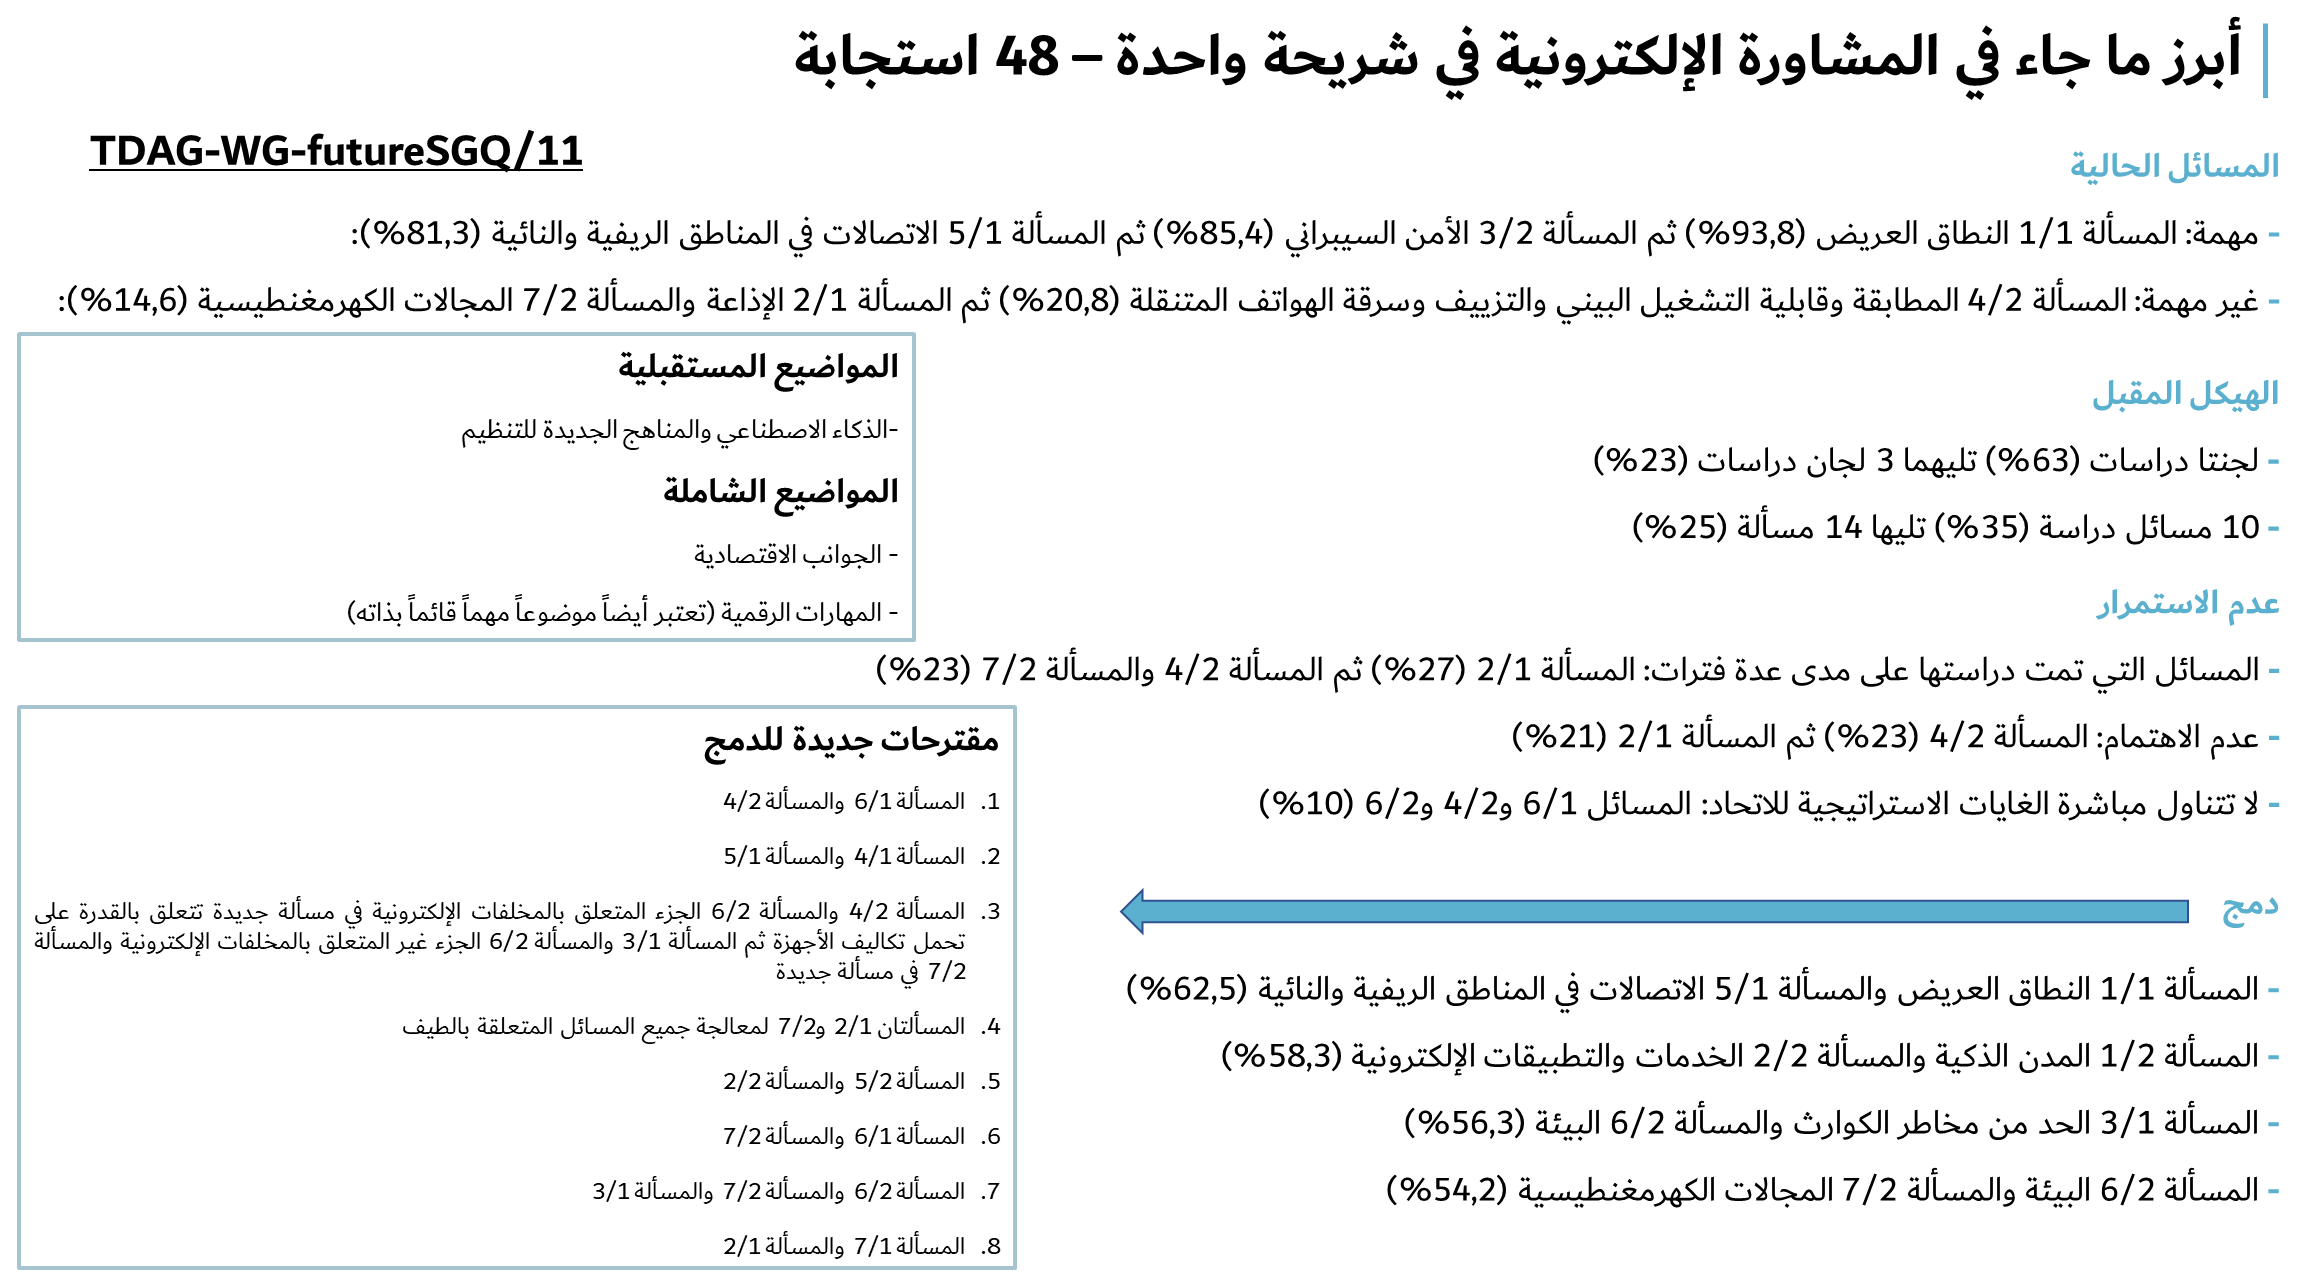 أبرز ما جاء في المشاورة الإلكترونية في شريحة واحدة – 48 استجابة
TDAG-WG-futureSGQ/11
المسائل الحالية
- مهمة: المسألة 1/1 النطاق العريض (93,8%) ثم المسألة 3/2 الأمن السيبراني (85,4%) ثم المسألة 5/1 الاتصالات في المناطق الريفية والنائية (81,3%):
- غير مهمة: المسألة 4/2 المطابقة وقابلية التشغيل البيني والتزييف وسرقة الهواتف المتنقلة (20,8%) ثم المسألة 2/1 الإذاعة والمسألة 7/2 المجالات الكهرمغنطيسية (14,6%):
الهيكل المقبل
- لجنتا دراسات (63%) تليهما 3 لجان دراسات (23%)
- 10 مسائل دراسة (35%) تليها 14 مسألة (25%)
عدم الاستمرار
- المسائل التي تمت دراستها على مدى عدة فترات: المسألة 2/1 (27%) ثم المسألة 4/2 والمسألة 7/2 (23%)
- عدم الاهتمام: المسألة 4/2 (23%) ثم المسألة 2/1 (21%)
- لا تتناول مباشرة الغايات الاستراتيجية للاتحاد: المسائل 6/1 و4/2 و6/2 (10%)
دمج
- المسألة 1/1 النطاق العريض والمسألة 5/1 الاتصالات في المناطق الريفية والنائية (62,5%)
- المسألة 1/2 المدن الذكية والمسألة 2/2 الخدمات والتطبيقات الإلكترونية (58,3%)
- المسألة 3/1 الحد من مخاطر الكوارث والمسألة 6/2 البيئة (56,3%)
- المسألة 6/2 البيئة والمسألة 7/2 المجالات الكهرمغنطيسية (54,2%)
المواضيع المستقبلية
-الذكاء الاصطناعي والمناهج الجديدة للتنظيم
المواضيع الشاملة
- الجوانب الاقتصادية
- المهارات الرقمية (تعتبر أيضاً موضوعاً مهماً قائماً بذاته)
مقترحات جديدة للدمج
1. المسألة 6/1 والمسألة 4/2
2. المسألة 4/1 والمسألة 5/1
3. المسألة 4/2 والمسألة 6/2 الجزء المتعلق بالمخلفات الإلكترونية في مسألة جديدة تتعلق بالقدرة على
تحمل تكاليف الأجهزة ثم المسألة 3/1 والمسألة 6/2 الجزء غير المتعلق بالمخلفات الإلكترونية والمسألة
7/2 في مسألة جديدة
4. المسألتان 2/1 و7/2 لمعالجة جميع المسائل المتعلقة بالطيف
5. المسألة 5/2 والمسألة 2/2
6. المسألة 6/1 والمسألة 7/2
7. المسألة 6/2 والمسألة 7/2 والمسألة 3/1
8. المسألة 7/1 والمسألة 2/1